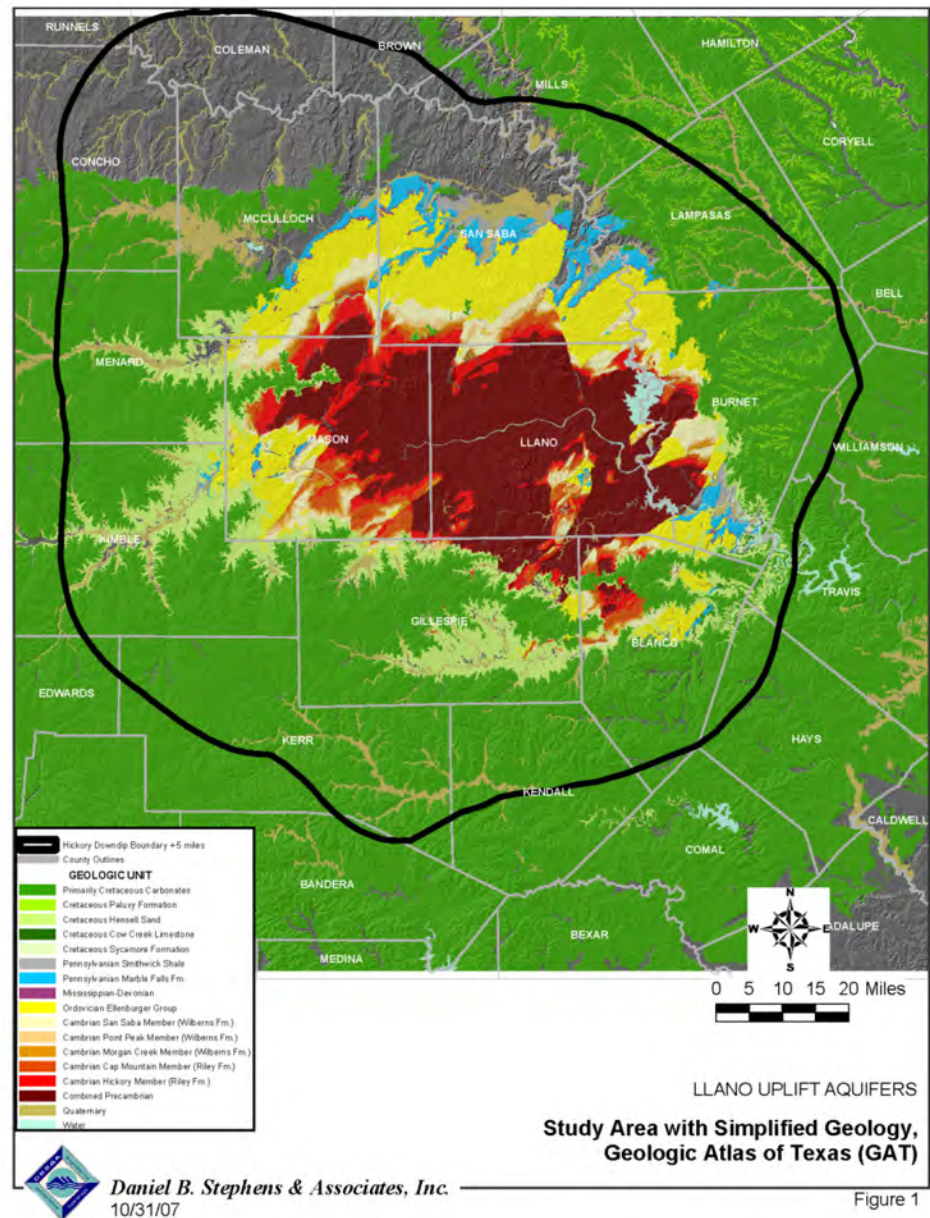 RUNNELS
COLEMAN
BROWN
HAMILTON
MILLS
CORYELL
CONCHO
MCCULLOCH
LAMPASAS
SAN SABA
BELL
MENARD
BURNET
MASON
LLANO
WILLIAMSON
KIMBLE
TRAVIS
GILLESPIE
BLANCO
EDWARDS
KERR
HAYS
KENDALL
CALDWELL
COMAL
BANDERA
BEXAR
ADALUPE
MEDINA
Hickory Downdip Boundary +5 miles
County Outlines
GEOLOGIC UNIT
Primarily Cretaceous Carbonates
Cretaceous Paluxy Formation
Cretaceous Hensell Sand
Cretaceous Cow Creek Limestone
Cretaceous Sycamore Formation
Pennsylvanian Smithwick Shale
Pennsylvanian Marble Falls Fm.
Mississippian-Devonian
Ordovician Ellenburger Group
Cambrian San Saba Member (Wilberns Fm.)
Cambrian Point Peak Member (Wilberns Fm.)
Cambrian Morgan Creek Member (Wilberns Fm.)
Cambrian Cap Mountain Member (Riley Fm.)
Cambrian Hickory Member (Riley Fm.)
Combined Precambrian
Quaternary
Water
N
W E
S
0 5 10 15 20 Miles
LLANO UPLIFT AQUIFERS
Study Area with Simplified Geology,
Geologic Atlas of Texas (GAT)
Daniel B. Stephens & Associates, Inc.
10/31/07
Figure 1